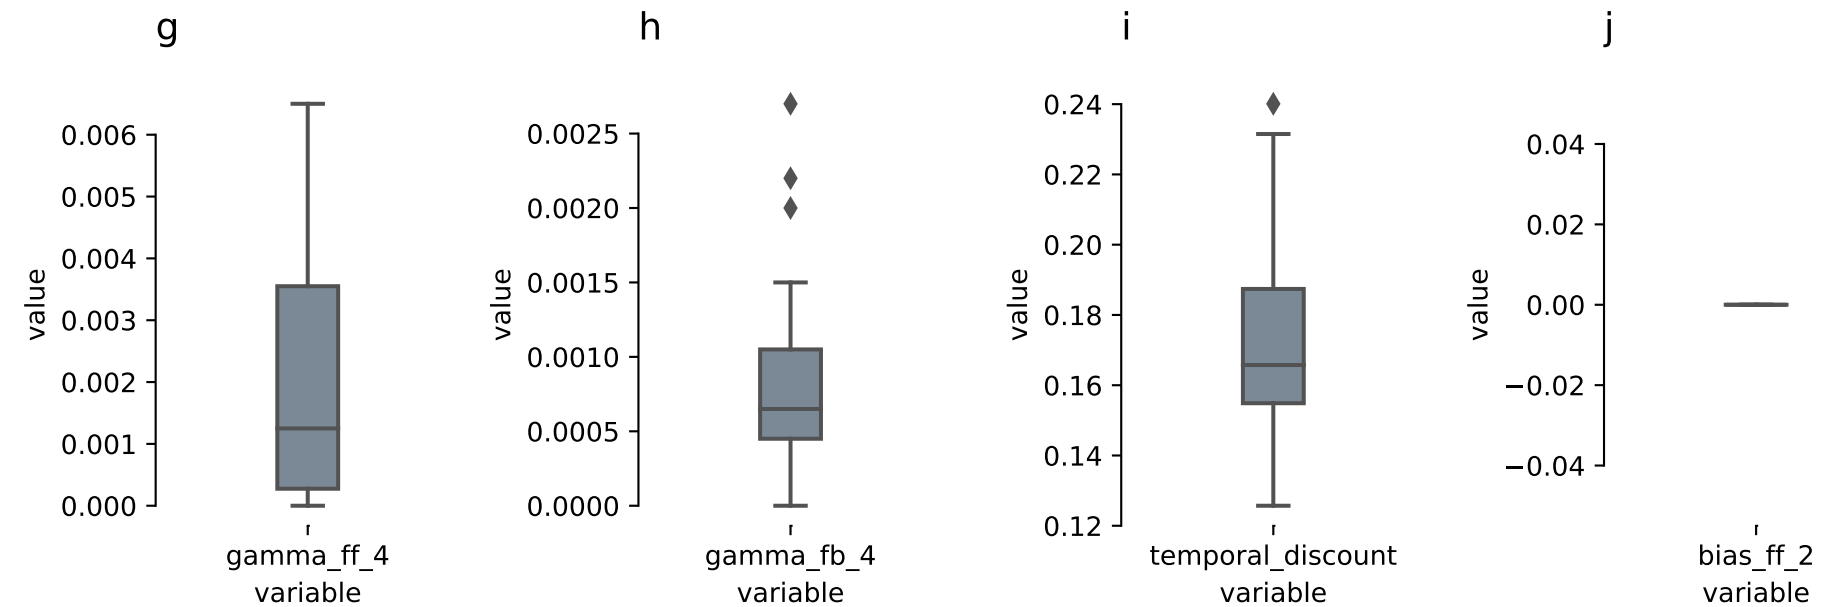 g
0.006
0.005
0.004
0.003
0.002
0.001
0.000
value
gamma_ff_4
variable
h
0.0025
0.0020
0.0015
0.0010
0.0005
0.0000
value
gamma_fb_4
variable
i
0.24
0.22
0.20
0.18
0.16
0.14
0.12
value
temporal_discount
variable
j
0.04
0.02
0.00
−0.02
−0.04
value
bias_ff_2
variable